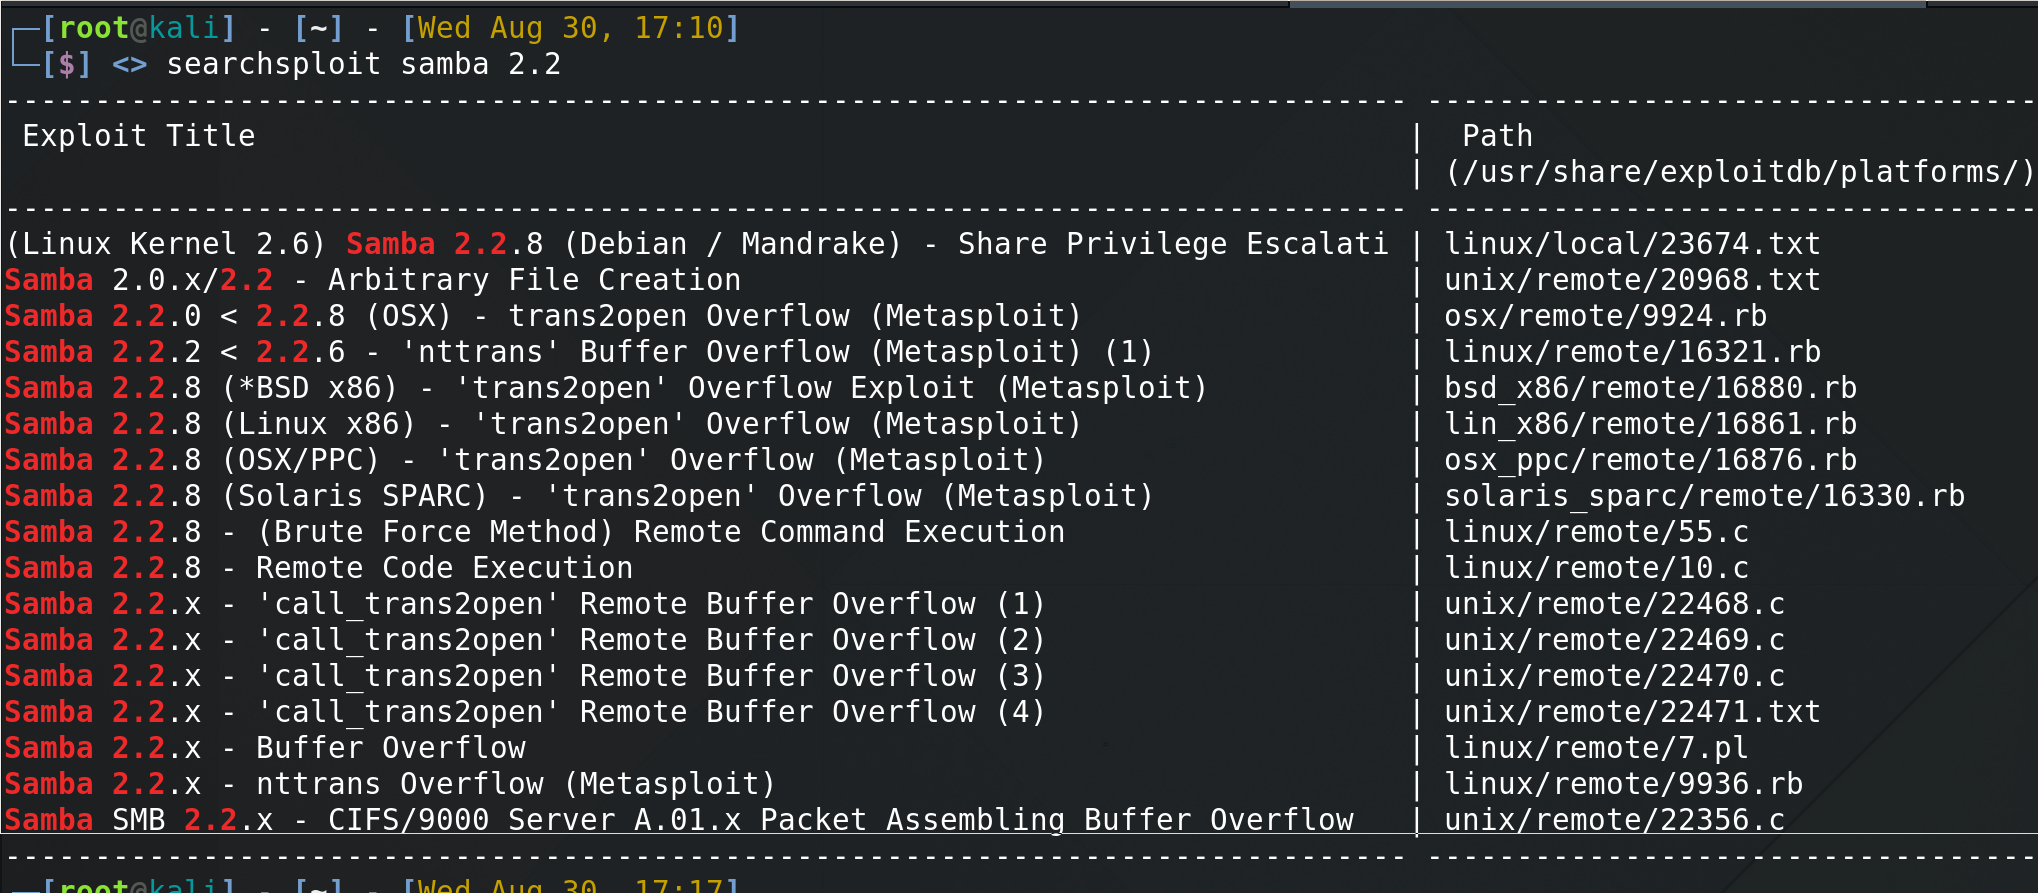 [root@kali] - [~] - [Wed Aug 30, 17:10]
[$] <> searchsploit samba 2.2
------------------------------------------------------------------------------ ----------------------------------
Exploit Title | Path
| (/usr/share/exploitdb/platforms/)
------------------------------------------------------------------------------ ----------------------------------
(Linux Kernel 2.6) Samba 2.2.8 (Debian / Mandrake) - Share Privilege Escalati | linux/local/23674.txt
Samba 2.0.x/2.2 - Arbitrary File Creation | unix/remote/20968.txt
Samba 2.2.0 < 2.2.8 (OSX) - trans2open Overflow (Metasploit) | osx/remote/9924.rb
Samba 2.2.2 < 2.2.6 - 'nttrans' Buffer Overflow (Metasploit) (1) | linux/remote/16321.rb
Samba 2.2.8 (*BSD x86) - 'trans2open' Overflow Exploit (Metasploit) | bsd_x86/remote/16880.rb
Samba 2.2.8 (Linux x86) - 'trans2open' Overflow (Metasploit) | lin_x86/remote/16861.rb
Samba 2.2.8 (OSX/PPC) - 'trans2open' Overflow (Metasploit) | osx_ppc/remote/16876.rb
Samba 2.2.8 (Solaris SPARC) - 'trans2open' Overflow (Metasploit) | solaris_sparc/remote/16330.rb
Samba 2.2.8 - (Brute Force Method) Remote Command Execution | linux/remote/55.c
Samba 2.2.8 - Remote Code Execution | linux/remote/10.c
Samba 2.2.x - 'call_trans2open' Remote Buffer Overflow (1) | unix/remote/22468.c
Samba 2.2.x - 'call_trans2open' Remote Buffer Overflow (2) | unix/remote/22469.c
Samba 2.2.x - 'call_trans2open' Remote Buffer Overflow (3) | unix/remote/22470.c
Samba 2.2.x - 'call_trans2open' Remote Buffer Overflow (4) | unix/remote/22471.txt
Samba 2.2.x - Buffer Overflow | linux/remote/7.pl
Samba 2.2.x - nttrans Overflow (Metasploit) | linux/remote/9936.rb
Samba SMB 2.2.x - CIFS/9000 Server A.01.x Packet Assembling Buffer Overflow | unix/remote/22356.c
------------------------------------------------------------------------------ ----------------------------------
[root@kali] - [~] - [Wed Aug 30, 17:17]